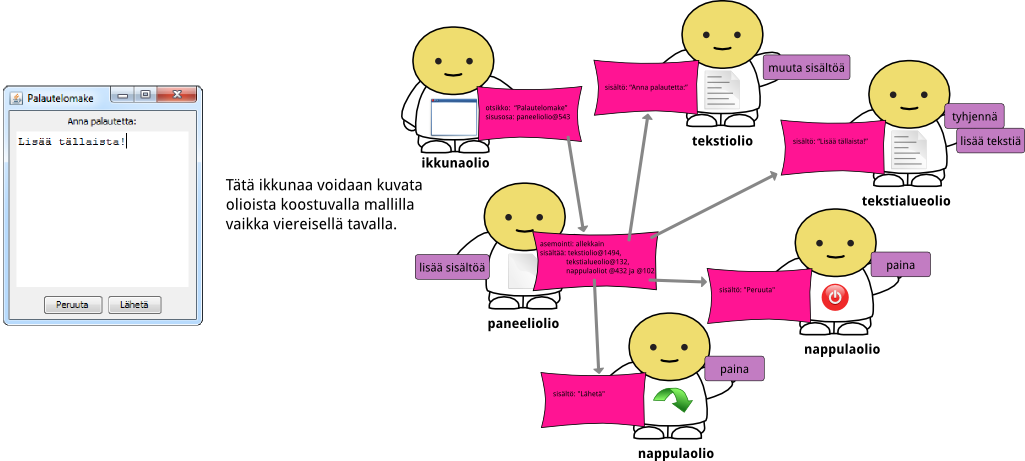 Palautelomake
Anna palautetta:
Lisää tällaista!
Peruuta
Lähetä
Tätä ikkunaa voidaan kuvata
olioista koostuvalla mallilla
vaikka viereisellä tavalla.
otsikko: "Palautelomake"
sisusosa: paneeliolio@543
ikkunaolio
sisältö: "Anna palautetta:"
muuta sisältöä
tekstiolio
sisältö: "Lisää tällaista!"
tyhjennä
lisää tekstiä
tekstialueolio
asemointi: allekkain
sisältää: tekstiolio@1494,
tekstialueolio@132,
nappulaoliot @432 ja @102
lisää sisältöä
paneeliolio
sisältö: "Peruuta"
paina
nappulaolio
sisältö: "Lähetä"
paina
nappulaolio